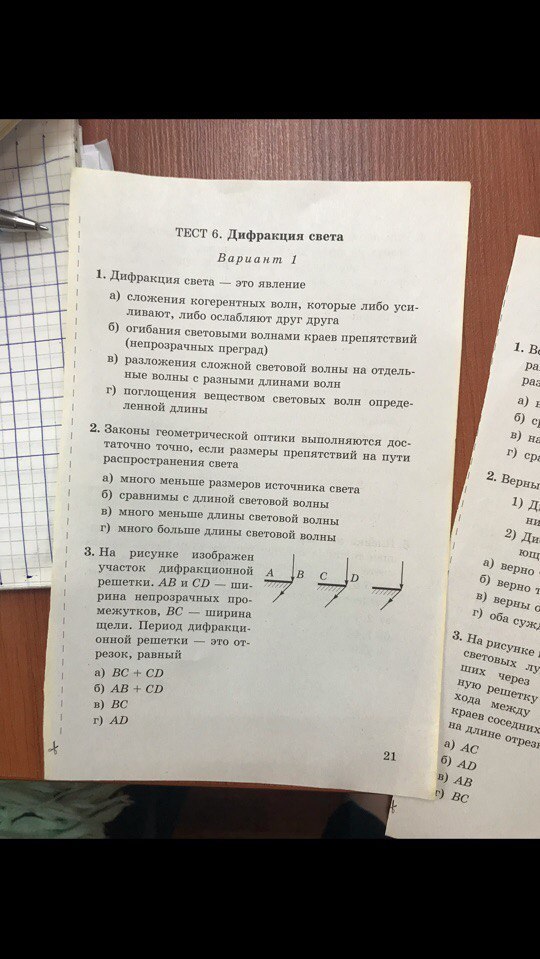 ТЕСТ 6. Дифракция света
Вариант 1
1. Дифракция света — это явление
а) сложения когерентных волн, которые либо уси-
ливают, либо ослабляют друг друга
б) огибания световыми волнами краев препятствий
(непрозрачных преград)
в) разложения сложной световой волны на отдель-
ные волны с разными длинами волн
г) поглощения веществом световых волн опреде-
ленной длины
2. Законы геометрической оптики выполняются дос-
таточно точно, если размеры препятствий на пути
распространения света
а) много меньше размеров источника света
б) сравнимы с длиной световой волны
в) много меньше длины световой волны
г) много больше длины световой волны
3. На рисунке изображен
участок дифракционной
решетки. AB и CD — ши-
рина непрозрачных про-
межутков, BC — ширина
щели. Период дифракци-
онной решетки — это от-
резок, равный
A B C D
а) BC + CD
б) AB + CD
в) BC
г) AD
21
1. В
ра
раз
а) н
б) ср
в) на
г) сра
2. Верны
1) Д
ни
2) Ди
ющ
а) верно
б) верно т
в) верны о
г) оба сужд
3. На рисунке
световых лу
ших через
ную решетку
хода между
краев соседних
на длине отрезк
а) AC
б) AD
в) AB
г) BC